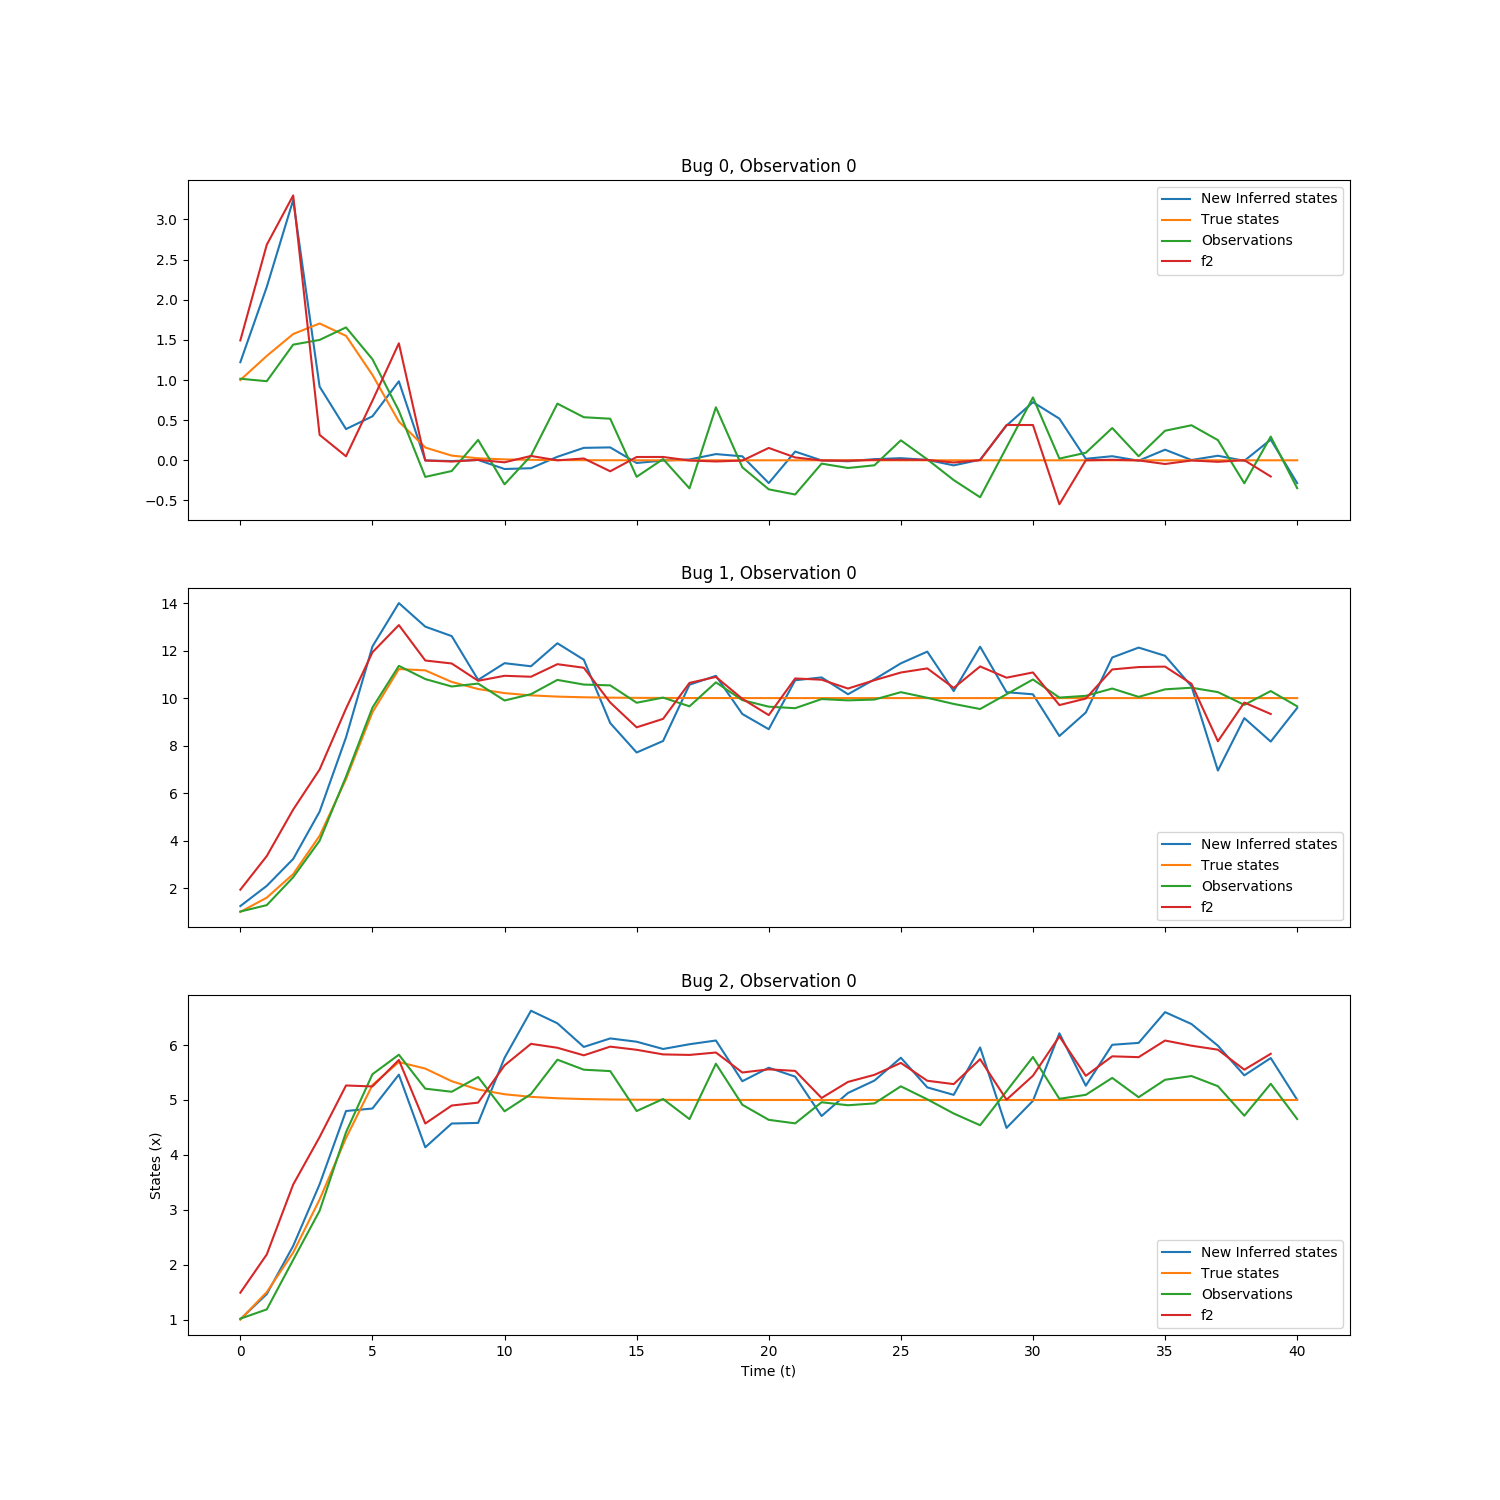 Bug 0, Observation 0
3.0
2.5
2.0
1.5
1.0
0.5
0.0
−0.5
New Inferred states
True states
Observations
f2
Bug 1, Observation 0
14
12
10
8
6
4
2
New Inferred states
True states
Observations
f2
Bug 2, Observation 0
6
5
4
3
2
1
States (x)
New Inferred states
True states
Observations
f2
0 5 10 15 20 25 30 35 40
Time (t)